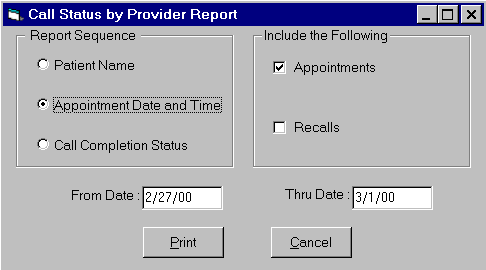 Call Status by Provider Report
Report Sequence
Patient Name
Appointment Date and Time
Call Completion Status
Include the Following
Appointments
Recalls
From Date : 2/27/00
Thru Date : 3/1/00
Print
Cancel